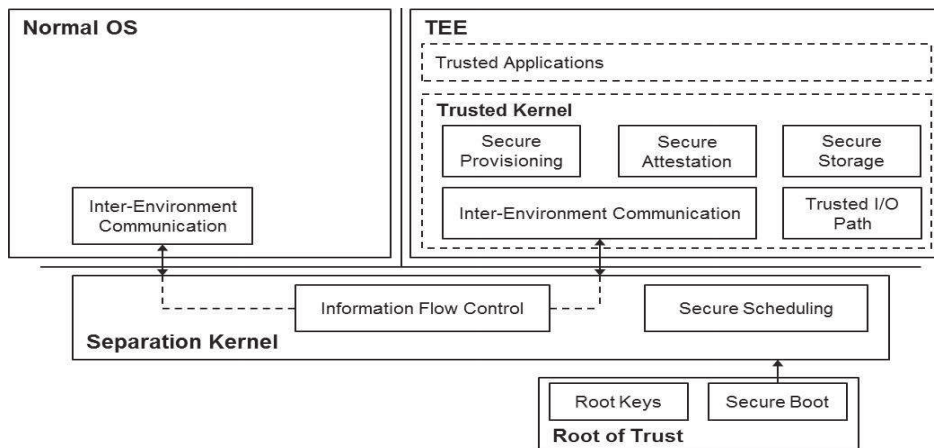 Normal OS
Inter-Environment
Communication
TEE
Trusted Applications
Trusted Kernel
Secure
Provisioning
Secure
Attestation
Secure
Storage
Inter-Environment Communication
Trusted I/O
Path
Information Flow Control
Secure Scheduling
Separation Kernel
Root Keys
Secure Boot
Root of Trust